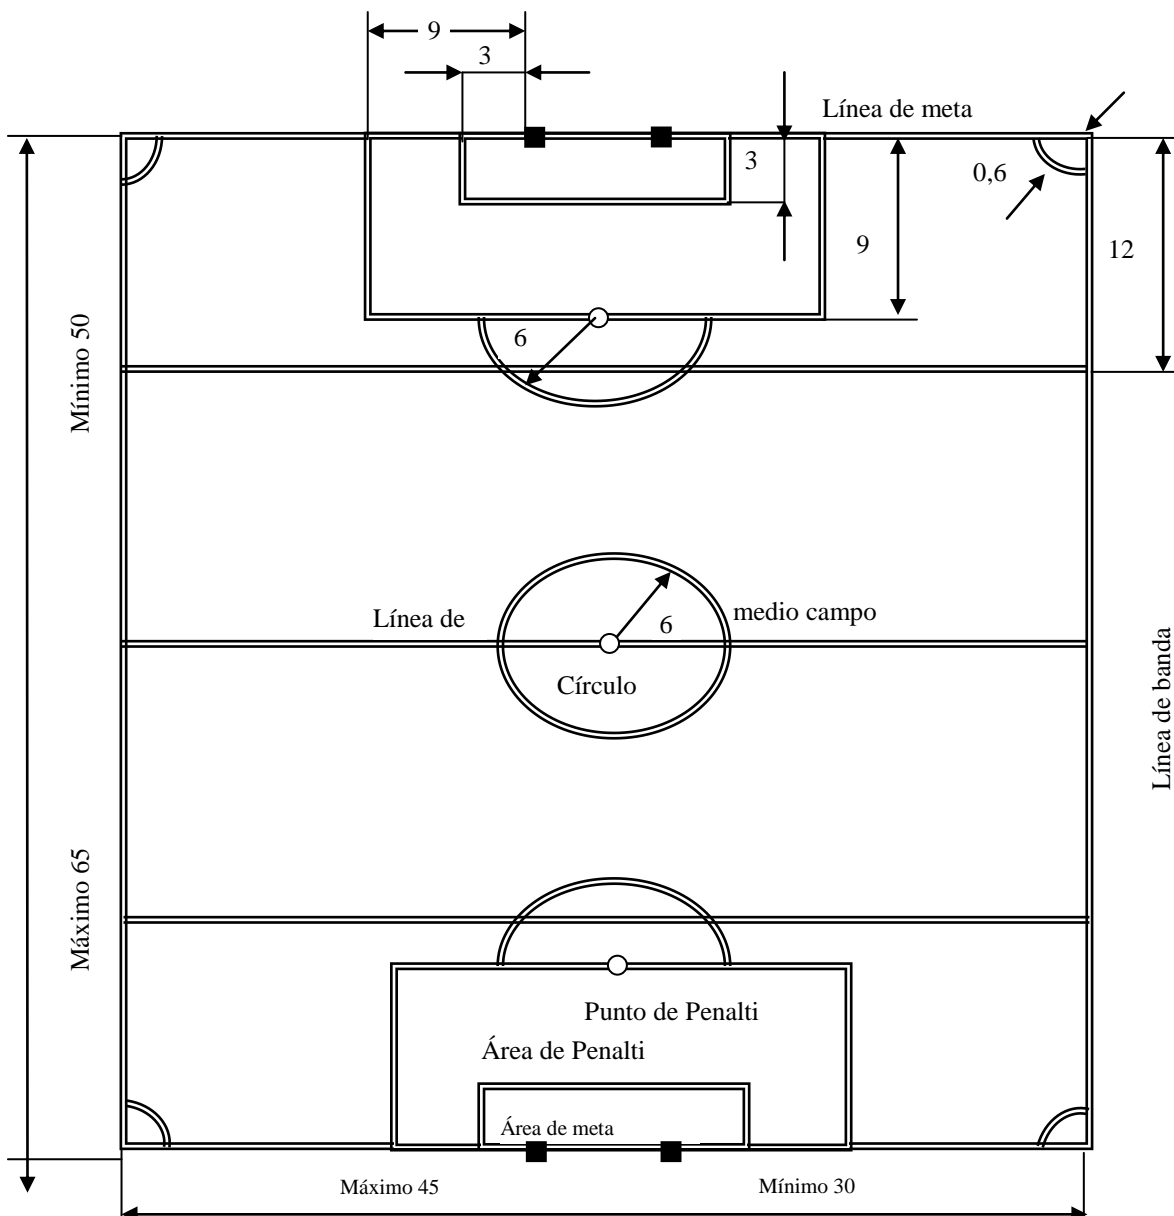 9
3
Línea de meta
3
0,6
9
12
Mínimo 50
6
Línea de
medio campo
6
Círculo
Línea de banda
Máximo 65
Punto de Penalti
Área de Penalti
Área de meta
Máximo 45
Mínimo 30